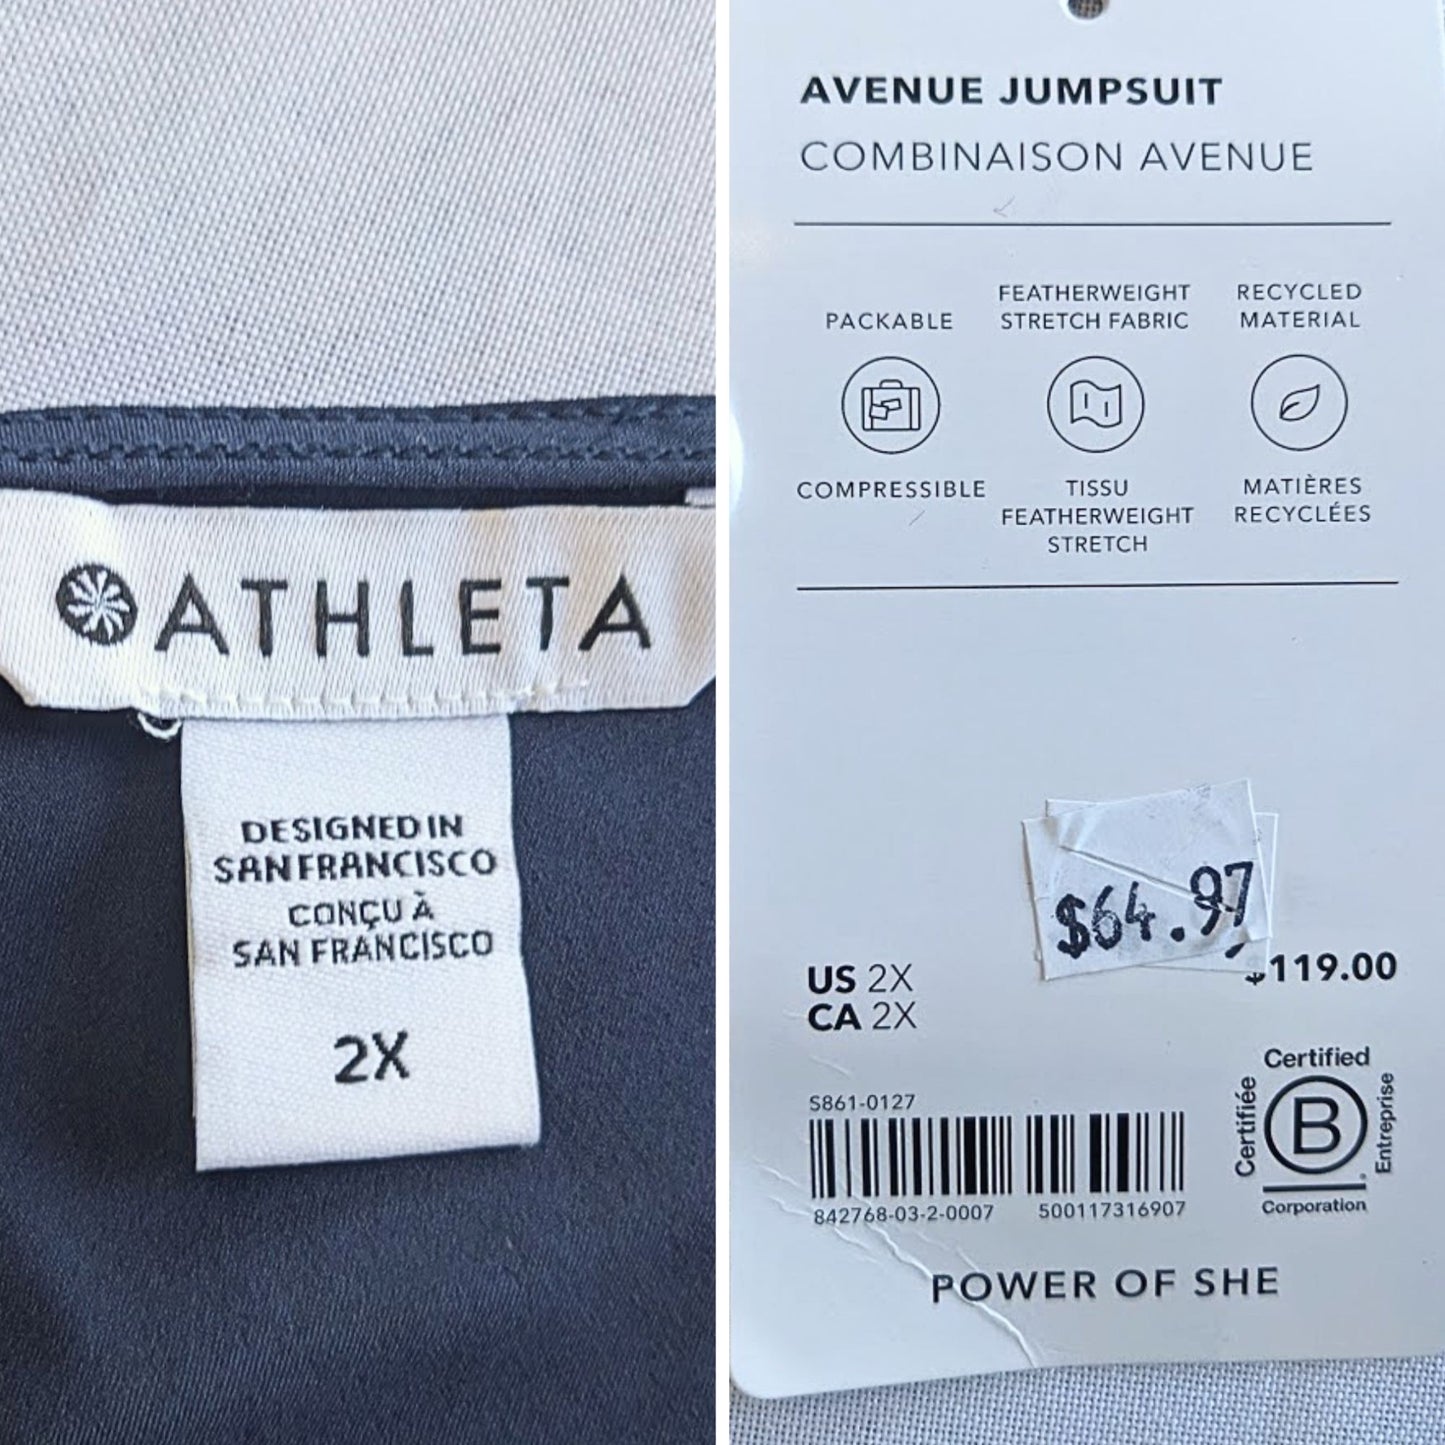 ATHLETA
DESIGNED IN
SAN FRANCISCO
CONÇU À
SAN FRANCISCO
2X
AVENUE JUMPSUIT
COMBINAISON AVENUE
PACKABLE
COMPRESSIBLE
FEATHERWEIGHT
STRETCH FABRIC
TISSU
FEATHERWEIGHT
STRETCH
RECYCLED
MATERIAL
MATIÈRES
RECYCLÉES
$64.97
$119.00
US 2X
CA 2X
S861-0127
842768-03-2-0007 500117316907
Certified
Certifiée
B
Entreprise
Corporation
POWER OF SHE